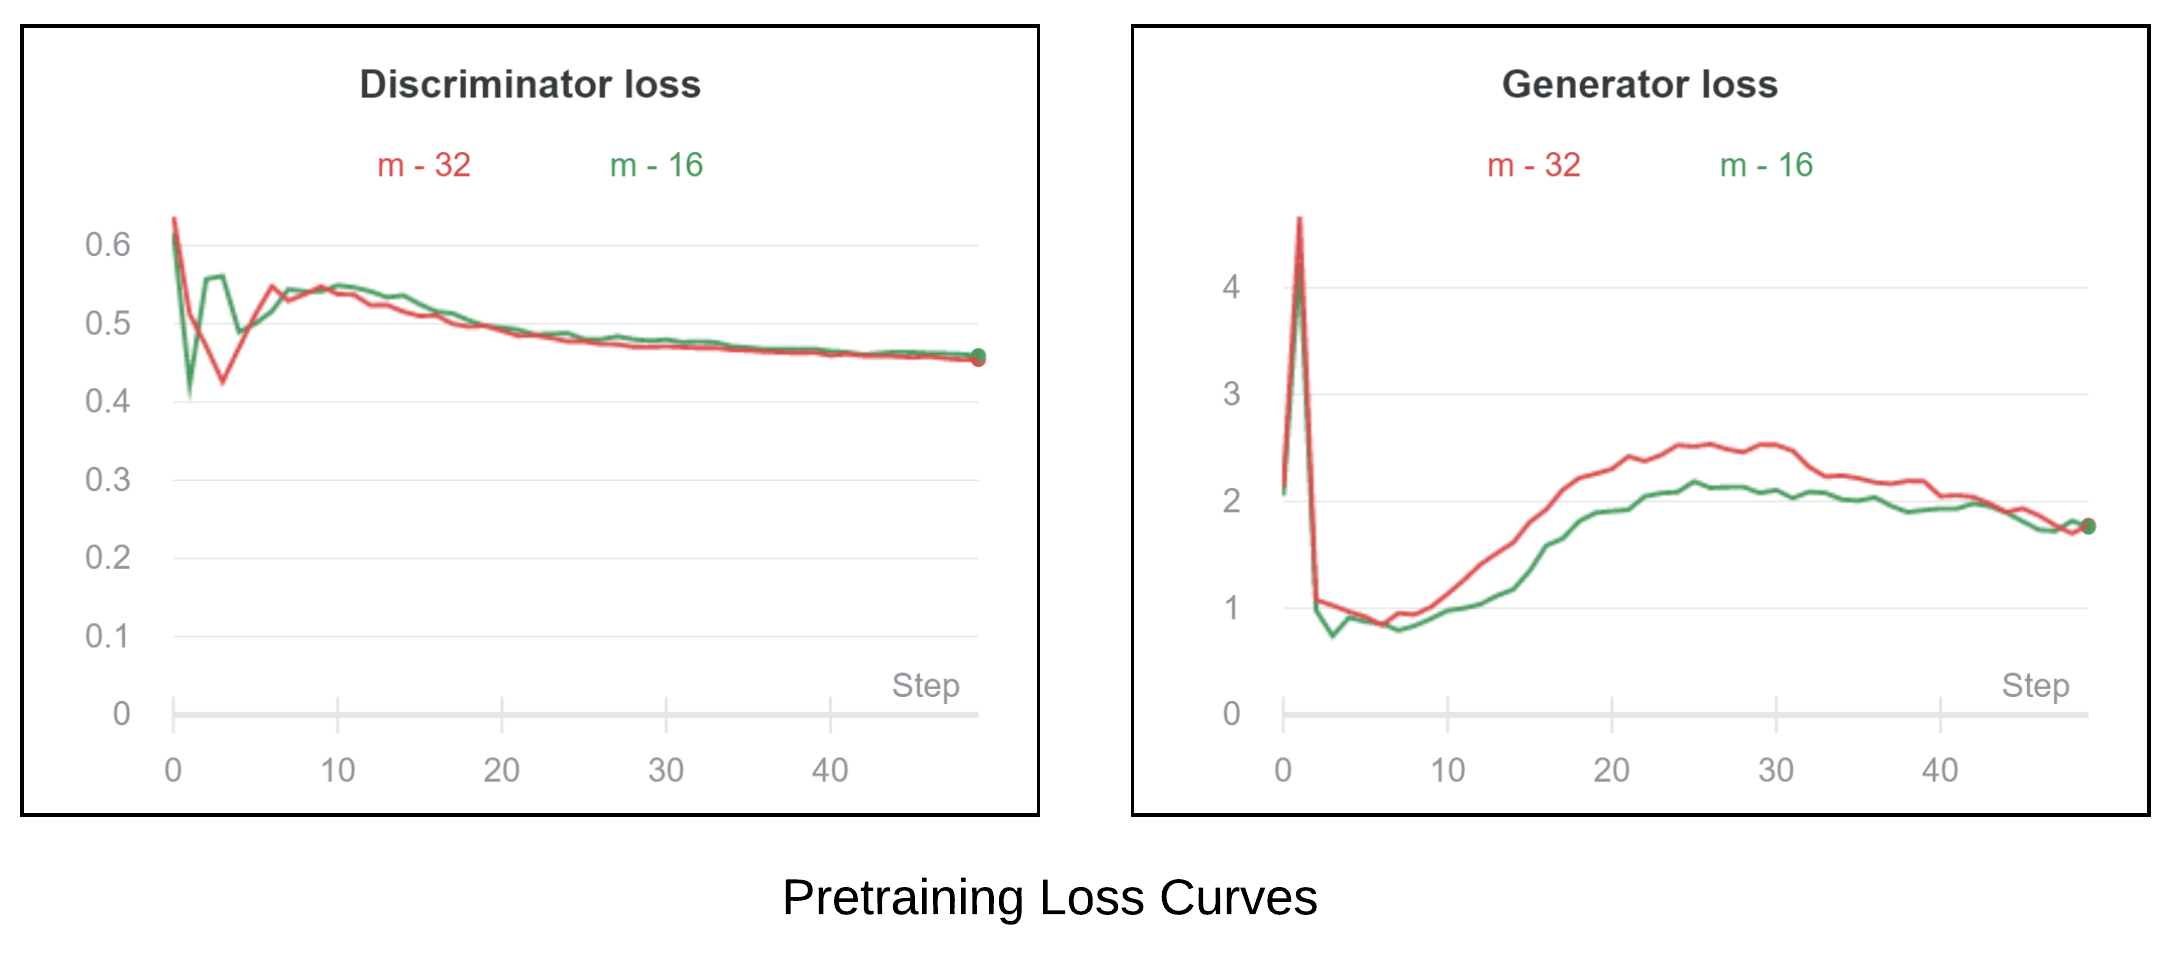 Discriminator loss
m - 32 m - 16
0.6
0.5
0.4
0.3
0.2
0.1
0
Step
0 10 20 30 40
Generator loss
m - 32 m - 16
4
3
2
1
0
Step
0 10 20 30 40
Pretraining Loss Curves